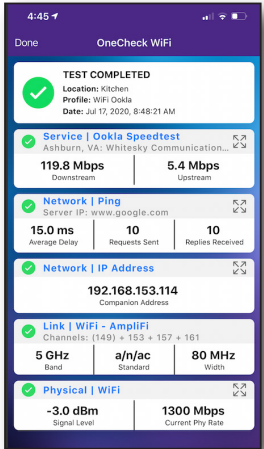 4:45
Done OneCheck WiFi
TEST COMPLETED
Location: Kitchen
Profile: WiFi Ookla
Date: Jul 17, 2020, 8:48:21 AM
Service | Ookla Speedtest
Ashburn, VA: Whitesky Communication...
119.8 Mbps 5.4 Mbps
Downstream Upstream
Network | Ping
Server IP: www.google.com
15.0 ms 10 10
Average Delay Requests Sent Replies Received
Network | IP Address
192.168.153.114
Companion Address
Link | WiFi - AmpliFi
Channels: (149) + 153 + 157 + 161
5 GHz a/n/ac 80 MHz
Band Standard Width
Physical | WiFi
-3.0 dBm 1300 Mbps
Signal Level Current Phy Rate